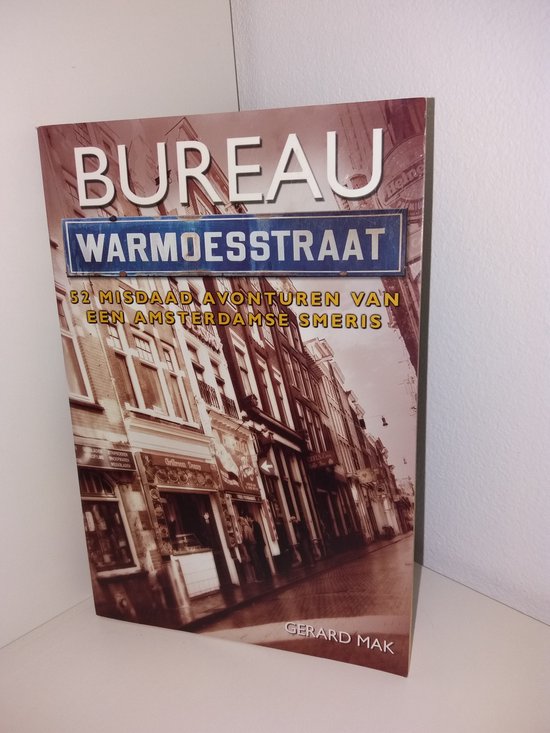 BUREAU
WARMOESSTRAAT
52 MISDAAD AVONTUREN VAN
EEN AMSTERDAMSE SMERIS
GERARD MAK